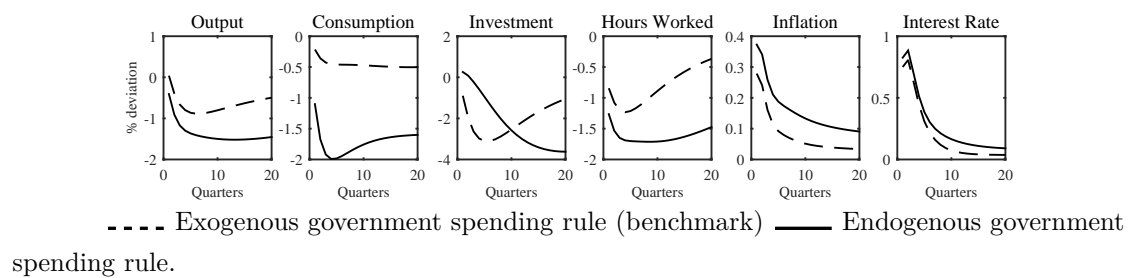 Output Consumption Investment Hours Worked Inflation Interest Rate
% deviation
1 0 -1 -2
0 -0.5 -1 -1.5 -2
2 0 -2 -4
0 -0.5 -1 -1.5 -2
0.4 0.3 0.2 0.1 0
1 0.5 0
0 10 20 0 10 20 0 10 20 0 10 20 0 10 20 0 10 20
Quarters Quarters Quarters Quarters Quarters Quarters
Exogenous government spending rule (benchmark) Endogenous government
spending rule.